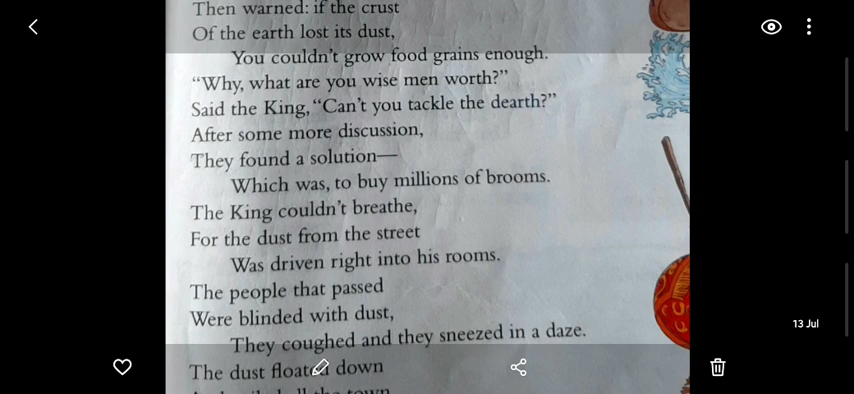 Then warned: if the crust
Of the earth lost its dust,
You couldn't grow food grains enough.
“Why, what are you wise men worth?”
Said the King, “Can't you tackle the dearth?”
After some more discussion,
They found a solution—
Which was, to buy millions of brooms.
The King couldn't breathe,
For the dust from the street
Was driven right into his rooms.
The people that passed
Were blinded with dust,
They coughed and they sneezed in a daze.
13 Jul
The dust floated down
all the town